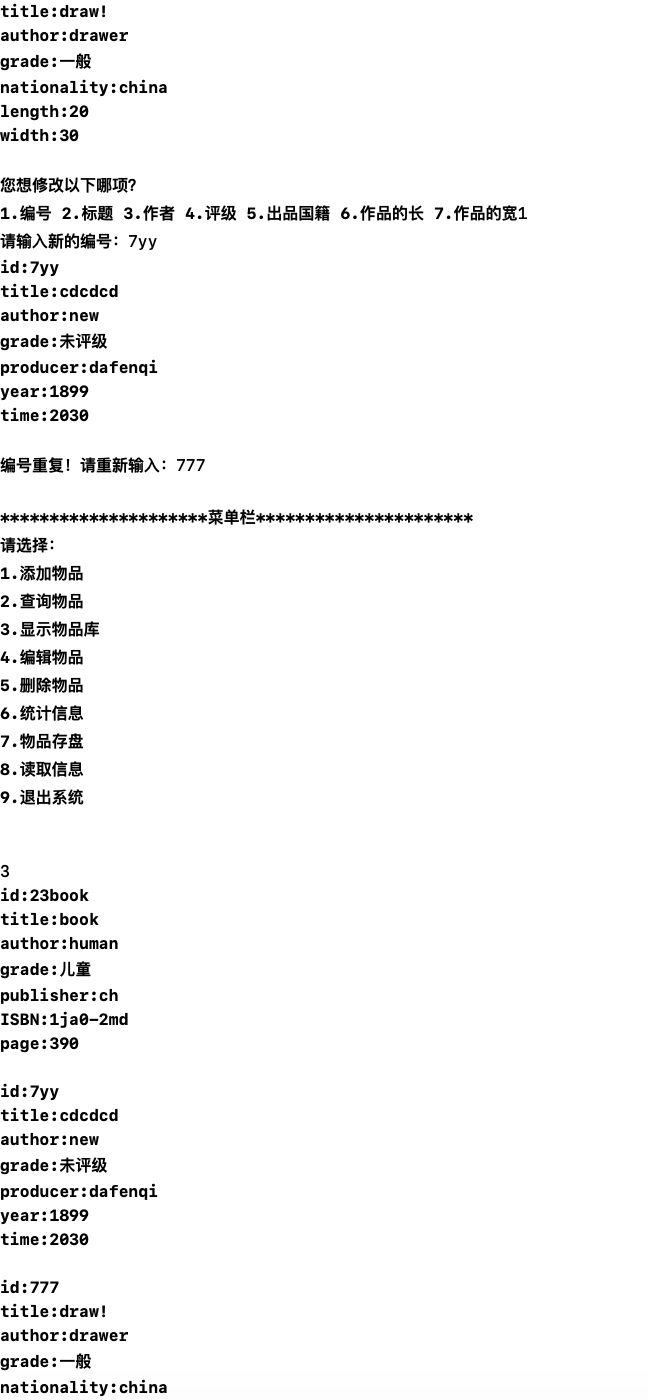 title:draw!
author:drawer
grade:一般
nationality:china
length:20
width:30
您想修改以下哪项?
1.编号 2.标题 3.作者 4.评级 5.出品国籍 6.作品的长 7.作品的宽1
请输入新的编号: 7yy
id:7yy
title:cdcdcd
author:new
grade:未评级
producer:dafenqi
year:1899
time:2030
编号重复! 请重新输入: 777
*********************菜单栏**********************
请选择:
1.添加物品
2.查询物品
3.显示物品库
4.编辑物品
5.删除物品
6.统计信息
7.物品存盘
8.读取信息
9.退出系统
3
id:23book
title:book
author:human
grade:儿童
publisher:ch
ISBN:1ja0-2md
page:390
id:7yy
title:cdcdcd
author:new
grade:未评级
producer:dafenqi
year:1899
time:2030
id:777
title:draw!
author:drawer
grade:一般
nationality:china